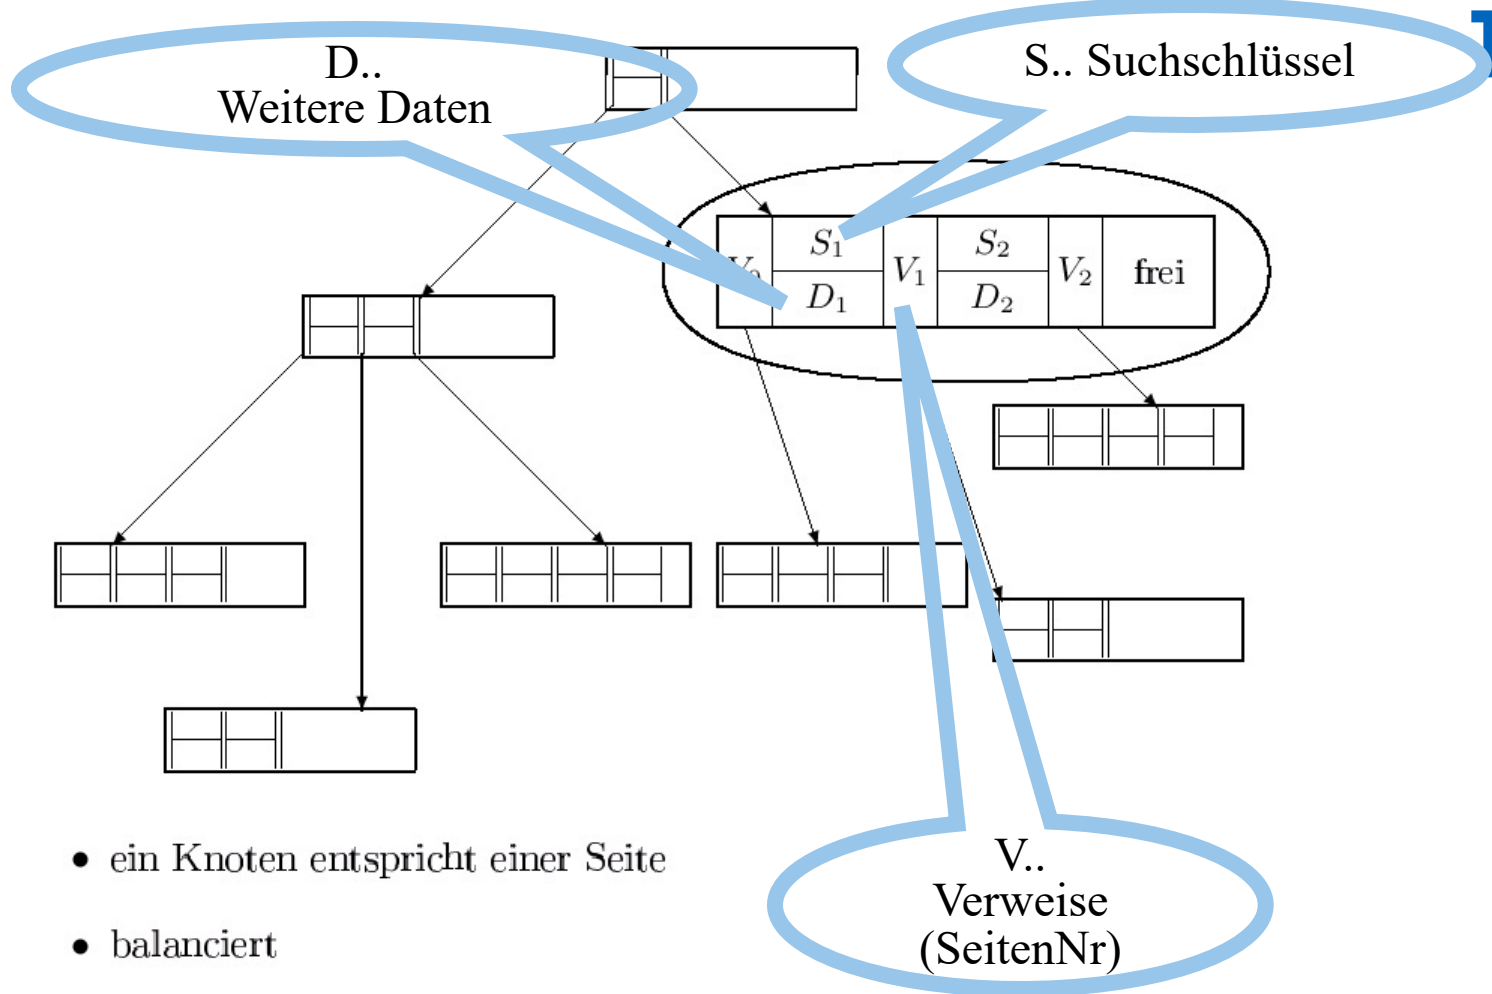 D..
Weitere Daten
S.. Suchschlüssel
S₁
S₂
V₁
V₂
frei
D₁
D₂
V..
Verweise
(SeitenNr)
• ein Knoten entspricht einer Seite
• balanciert